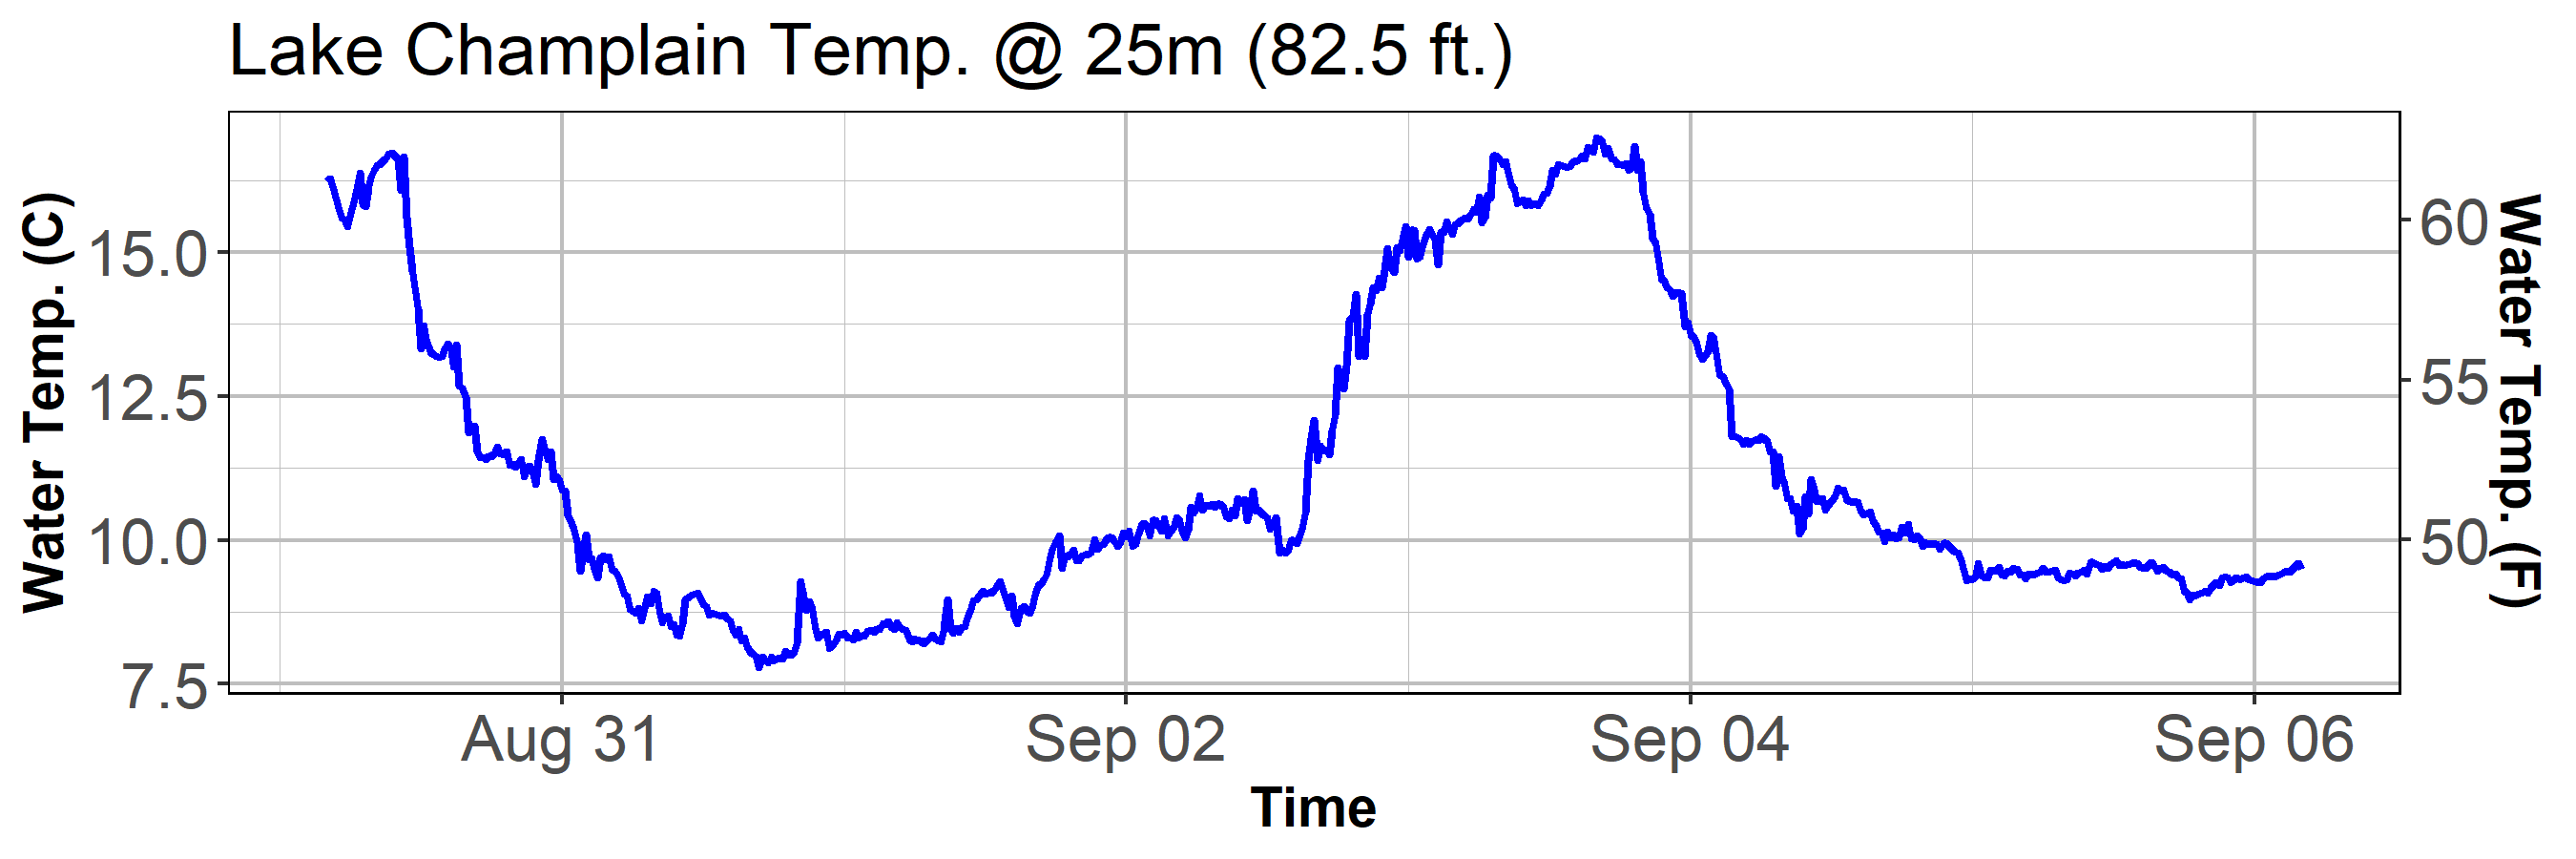 Lake Champlain Temp. @ 25m (82.5 ft.)
Water Temp. (C)
15.0
12.5
10.0
7.5
60
55
50
Water Temp. (F)
Aug 31
Sep 02
Sep 04
Sep 06
Time